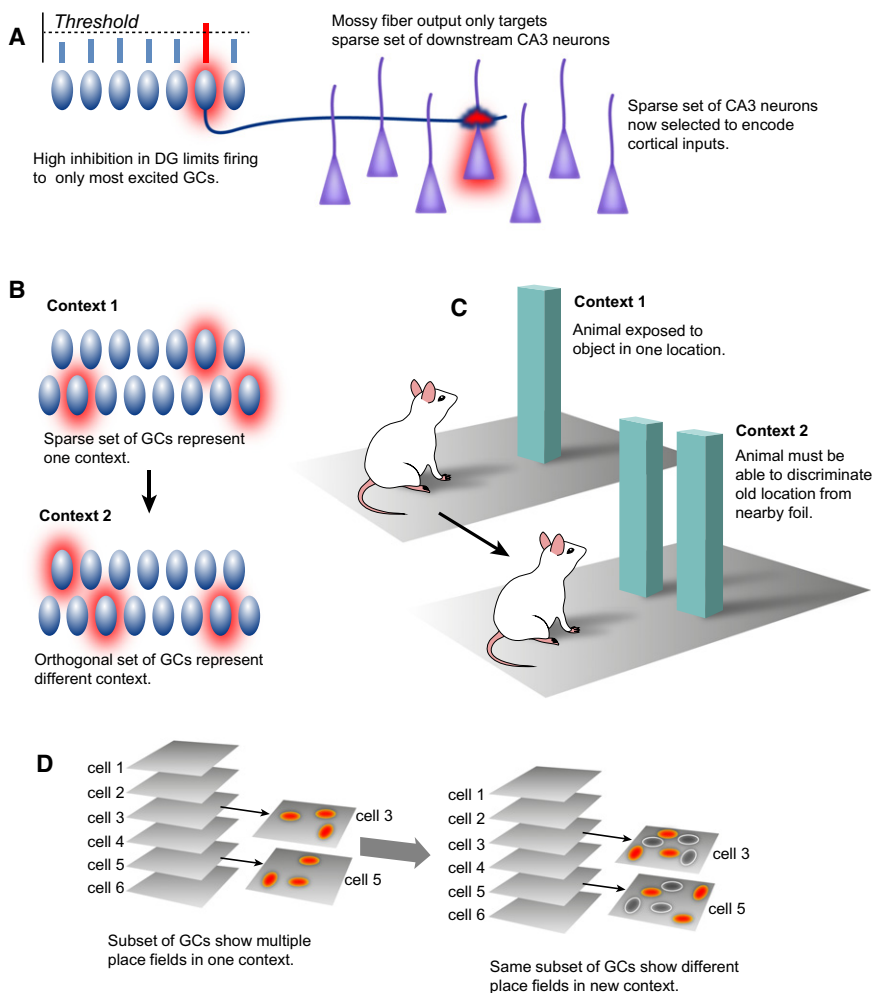 A
Threshold
High inhibition in DG limits firing
to only most excited GCs.
Mossy fiber output only targets
sparse set of downstream CA3 neurons
Sparse set of CA3 neurons
now selected to encode
cortical inputs.
B
Context 1
Sparse set of GCs represent
one context.
Context 2
Orthogonal set of GCs represent
different context.
C
Context 1
Animal exposed to
object in one location.
Context 2
Animal must be
able to discriminate
old location from
nearby foil.
D
cell 1
cell 2
cell 3
cell 4
cell 5
cell 6
cell 3
cell 5
Subset of GCs show multiple
place fields in one context.
cell 1
cell 2
cell 3
cell 4
cell 5
cell 6
cell 3
cell 5
Same subset of GCs show different
place fields in new context.